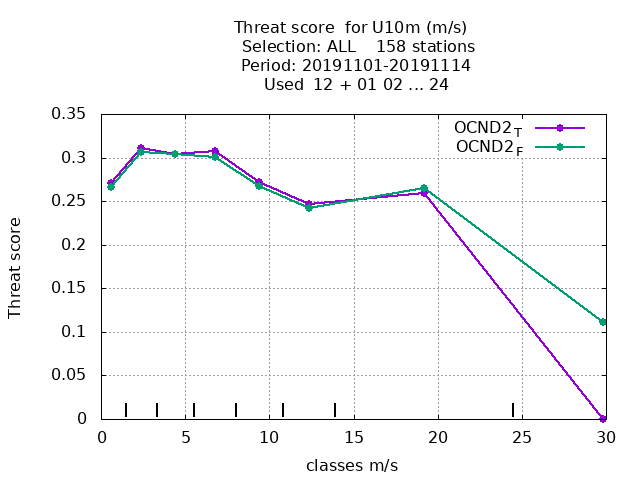 Threat score  for U10m (m/s)
Selection: ALL    158 stations
Period: 20191101-20191114
Used  12 + 01 02 ... 24
OCND2T
OCND2F
0.35
0.3
0.25
0.2
0.15
0.1
0.05
0
Threat score
0 5 10 15 20 25 30
classes m/s